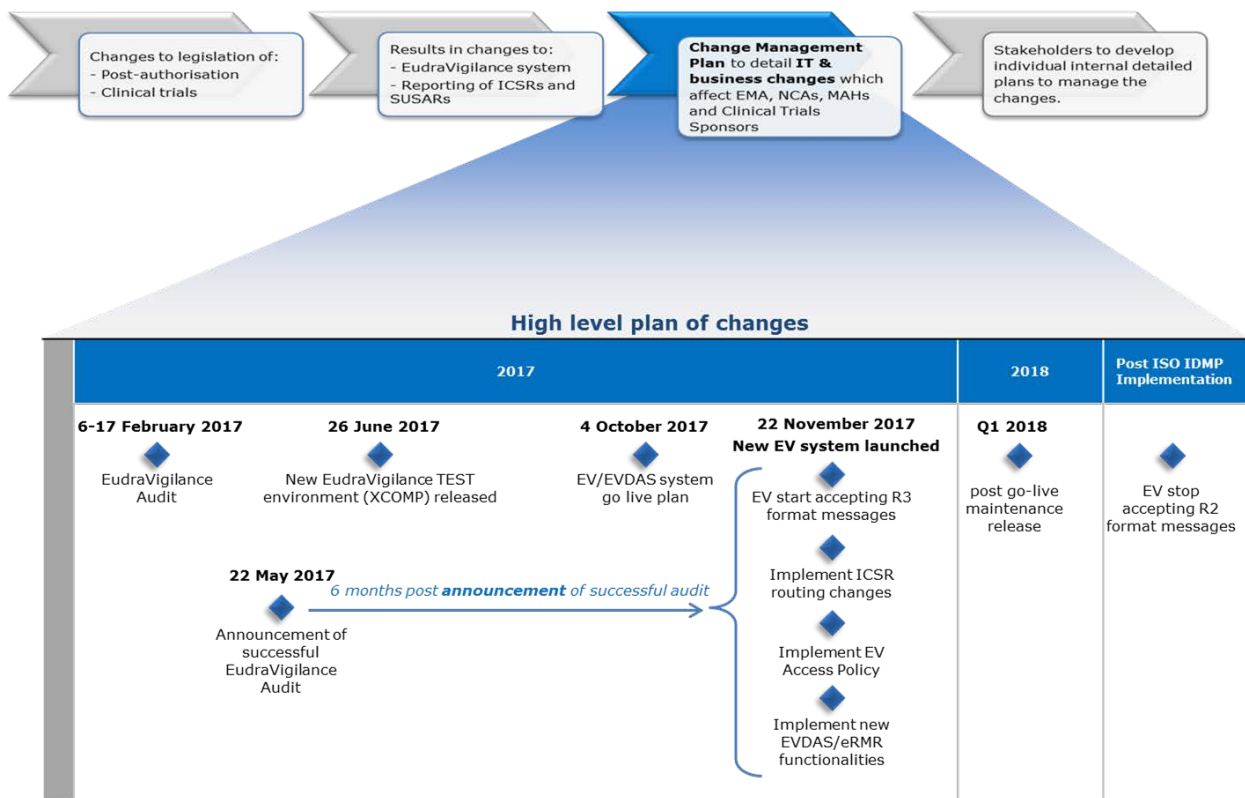 Changes to legislation of:
- Post-authorisation
- Clinical trials
Results in changes to:
- EudraVigilance system
- Reporting of ICSRs and
SUSARs
Change Management
Plan to detail IT &
business changes which
affect EMA, NCAs, MAHs
and Clinical Trials
Sponsors
Stakeholders to develop
individual internal detailed
plans to manage the
changes.
High level plan of changes
2017
2018
Post ISO IDMP
Implementation
6-17 February 2017
EudraVigilance
Audit
26 June 2017
New EudraVigilance TEST
environment (XCOMP) released
4 October 2017
EV/EVDAS system
go live plan
22 November 2017
New EV system launched
EV start accepting R3
format messages
Implement ICSR
routing changes
Implement EV
Access Policy
Implement new
EVDAS/eRMR
functionalities
Q1 2018
post go-live
maintenance
release
EV stop
accepting R2
format messages
22 May 2017
6 months post announcement of successful audit
Announcement of
successful
EudraVigilance
Audit